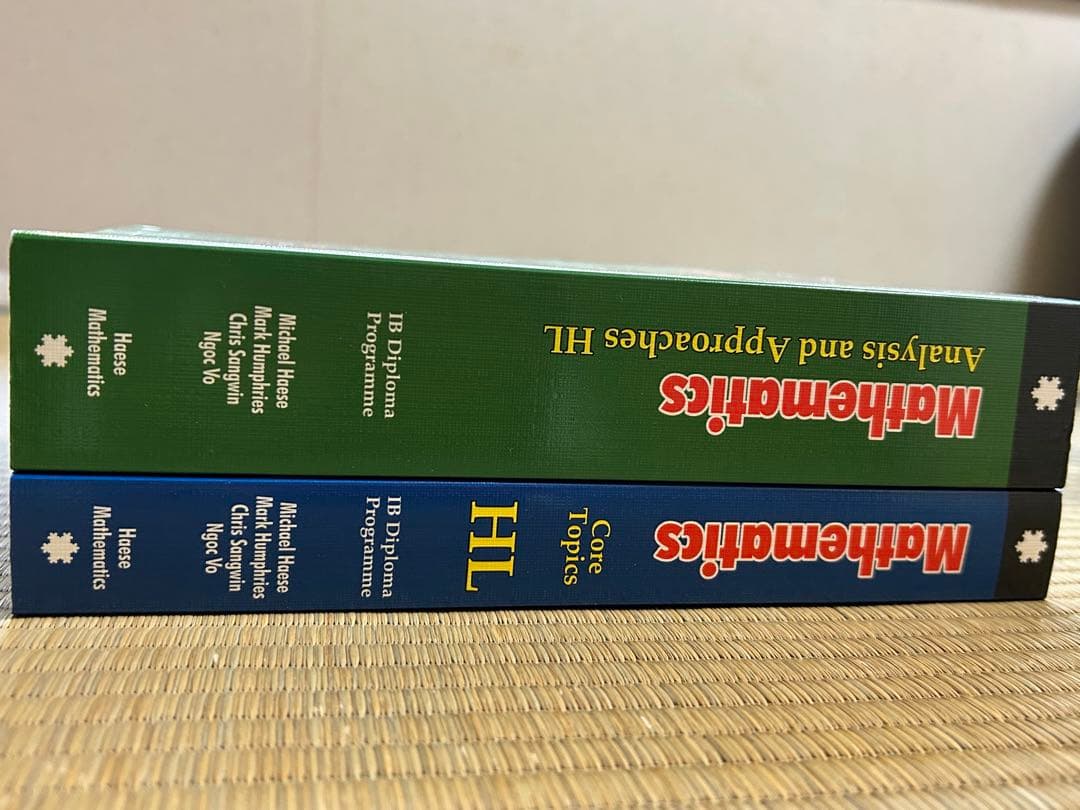 Mathematics
Analysis and Approaches HL
IB Diploma
Programme
Michael Haese
Mark Humphries
Chris Sangwin
Ngoc Vo
Haese
Mathematics
Mathematics
Core
Topics
HL
IB Diploma
Programme
Michael Haese
Mark Humphries
Chris Sangwin
Ngoc Vo
Haese
Mathematics